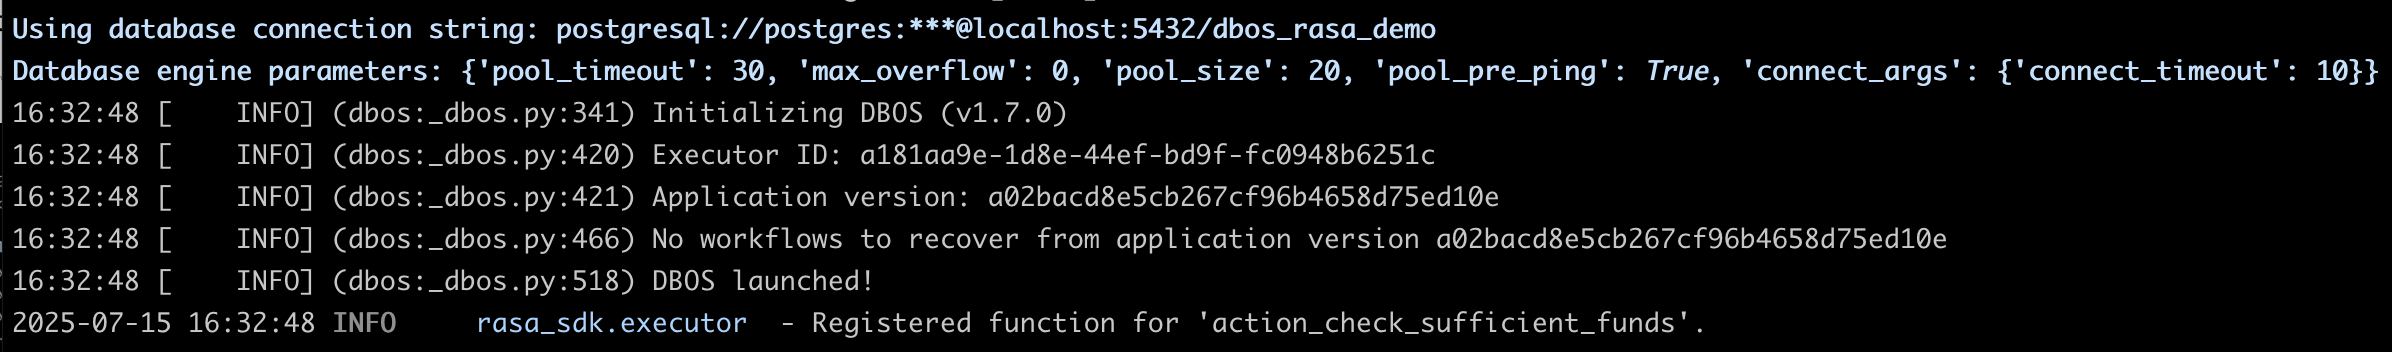 Using database connection string: postgresql://postgres:***@localhost:5432/dbos_rasa_demo
Database engine parameters: {'pool_timeout': 30, 'max_overflow': 0, 'pool_size': 20, 'pool_pre_ping': True, 'connect_args': {'connect_timeout': 10}}
16:32:48 [    INFO] (dbos:_dbos.py:341) Initializing DBOS (v1.7.0)
16:32:48 [    INFO] (dbos:_dbos.py:420) Executor ID: a181aa9e-1d8e-44ef-bd9f-fc0948b6251c
16:32:48 [    INFO] (dbos:_dbos.py:421) Application version: a02bacd8e5cb267cf96b4658d75ed10e
16:32:48 [    INFO] (dbos:_dbos.py:466) No workflows to recover from application version a02bacd8e5cb267cf96b4658d75ed10e
16:32:48 [    INFO] (dbos:_dbos.py:518) DBOS launched!
2025-07-15 16:32:48 INFO     rasa_sdk.executor  - Registered function for 'action_check_sufficient_funds'.